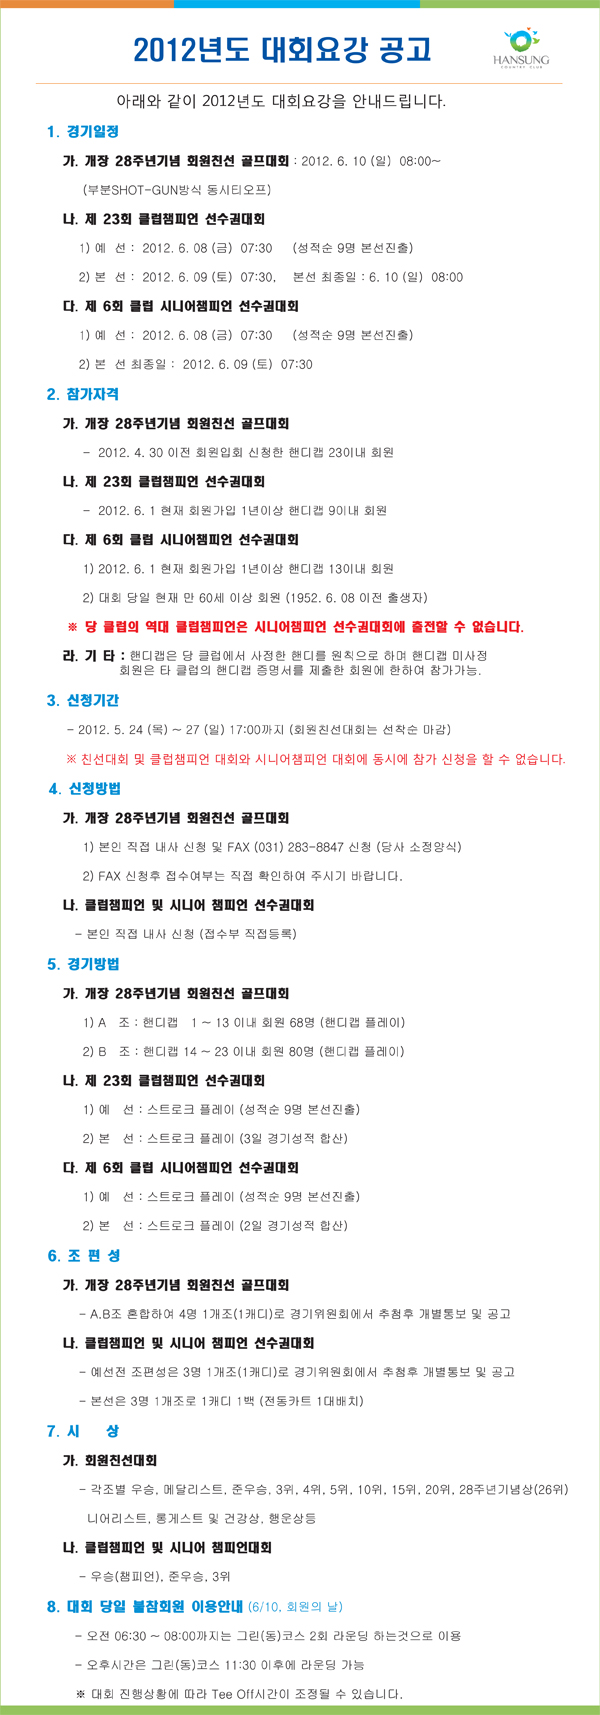 2012년도 대회요강 공고
HANSUNG
COUNTRY CLUB
아래와 같이 2012년도 대회요강을 안내드립니다.
1. 경기일정
가. 개장 28주년기념 회원친선 골프대회 : 2012. 6. 10 (일) 08:00~
(부분SHOT-GUN방식 동시티오프)
나. 제 23회 클럽챔피언 선수권대회
1) 예 선 : 2012. 6. 08 (금) 07:30 (성적순 9명 본선진출)
2) 본 선 : 2012. 6. 09 (토) 07:30, 본선 최종일 : 6. 10 (일) 08:00
다. 제 6회 클럽 시니어챔피언 선수권대회
1) 예 선 : 2012. 6. 08 (금) 07:30 (성적순 9명 본선진출)
2) 본 선 최종일 : 2012. 6. 09 (토) 07:30
2. 참가자격
가. 개장 28주년기념 회원친선 골프대회
- 2012. 4. 30 이전 회원입회 신청한 핸디캡 23이내 회원
나. 제 23회 클럽챔피언 선수권대회
- 2012. 6. 1 현재 회원가입 1년이상 핸디캡 9이내 회원
다. 제 6회 클럽 시니어챔피언 선수권대회
1) 2012. 6. 1 현재 회원가입 1년이상 핸디캡 13이내 회원
2) 대회 당일 현재 만 60세 이상 회원 (1952. 6. 08 이전 출생자)
※ 당 클럽의 역대 클럽챔피언은 시니어챔피언 선수권대회에 출전할 수 없습니다.
라. 기 타 : 핸디캡은 당 클럽에서 사정한 핸디를 원칙으로 하며 핸디캡 미사정
회원은 타 클럽의 핸디캡 증명서를 제출한 회원에 한하여 참가가능.
3. 신청기간
- 2012. 5. 24 (목) ~ 27 (일) 17:00까지 (회원친선대회는 선착순 마감)
※ 친선대회 및 클럽챔피언 대회와 시니어챔피언 대회에 동시에 참가 신청을 할 수 없습니다.
4. 신청방법
가. 개장 28주년기념 회원친선 골프대회
1) 본인 직접 내사 신청 및 FAX (031) 283-8847 신청 (당사 소정양식)
2) FAX 신청후 접수여부는 직접 확인하여 주시기 바랍니다.
나. 클럽챔피언 및 시니어 챔피언 선수권대회
- 본인 직접 내사 신청 (접수부 직접등록)
5. 경기방법
가. 개장 28주년기념 회원친선 골프대회
1) A 조 : 핸디캡 1 ~ 13 이내 회원 68명 (핸디캡 플레이)
2) B 조 : 핸디캡 14 ~ 23 이내 회원 80명 (핸디캡 플레이)
나. 제 23회 클럽챔피언 선수권대회
1) 예 선 : 스트로크 플레이 (성적순 9명 본선진출)
2) 본 선 : 스트로크 플레이 (3일 경기성적 합산)
다. 제 6회 클럽 시니어챔피언 선수권대회
1) 예 선 : 스트로크 플레이 (성적순 9명 본선진출)
2) 본 선 : 스트로크 플레이 (2일 경기성적 합산)
6. 조 편 성
가. 개장 28주년기념 회원친선 골프대회
- A.B조 혼합하여 4명 1개조(1캐디)로 경기위원회에서 추첨후 개별통보 및 공고
나. 클럽챔피언 및 시니어 챔피언 선수권대회
- 예선전 조편성은 3명 1개조(1캐디)로 경기위원회에서 추첨후 개별통보 및 공고
- 본선은 3명 1개조로 1캐디 1백 (전동카트 1대배치)
7. 시 상
가. 회원친선대회
- 각조별 우승, 메달리스트, 준우승, 3위, 4위, 5위, 10위, 15위, 20위, 28주년기념상(26위)
니어리스트, 롱게스트 및 건강상, 행운상등
나. 클럽챔피언 및 시니어 챔피언대회
- 우승(챔피언), 준우승, 3위
8. 대회 당일 불참회원 이용안내 (6/10, 회원의 날)
- 오전 06:30 ~ 08:00까지는 그린(동)코스 2회 라운딩 하는것으로 이용
- 오후시간은 그린(동)코스 11:30 이후에 라운딩 가능
※ 대회 진행상황에 따라 Tee Off시간이 조정될 수 있습니다.